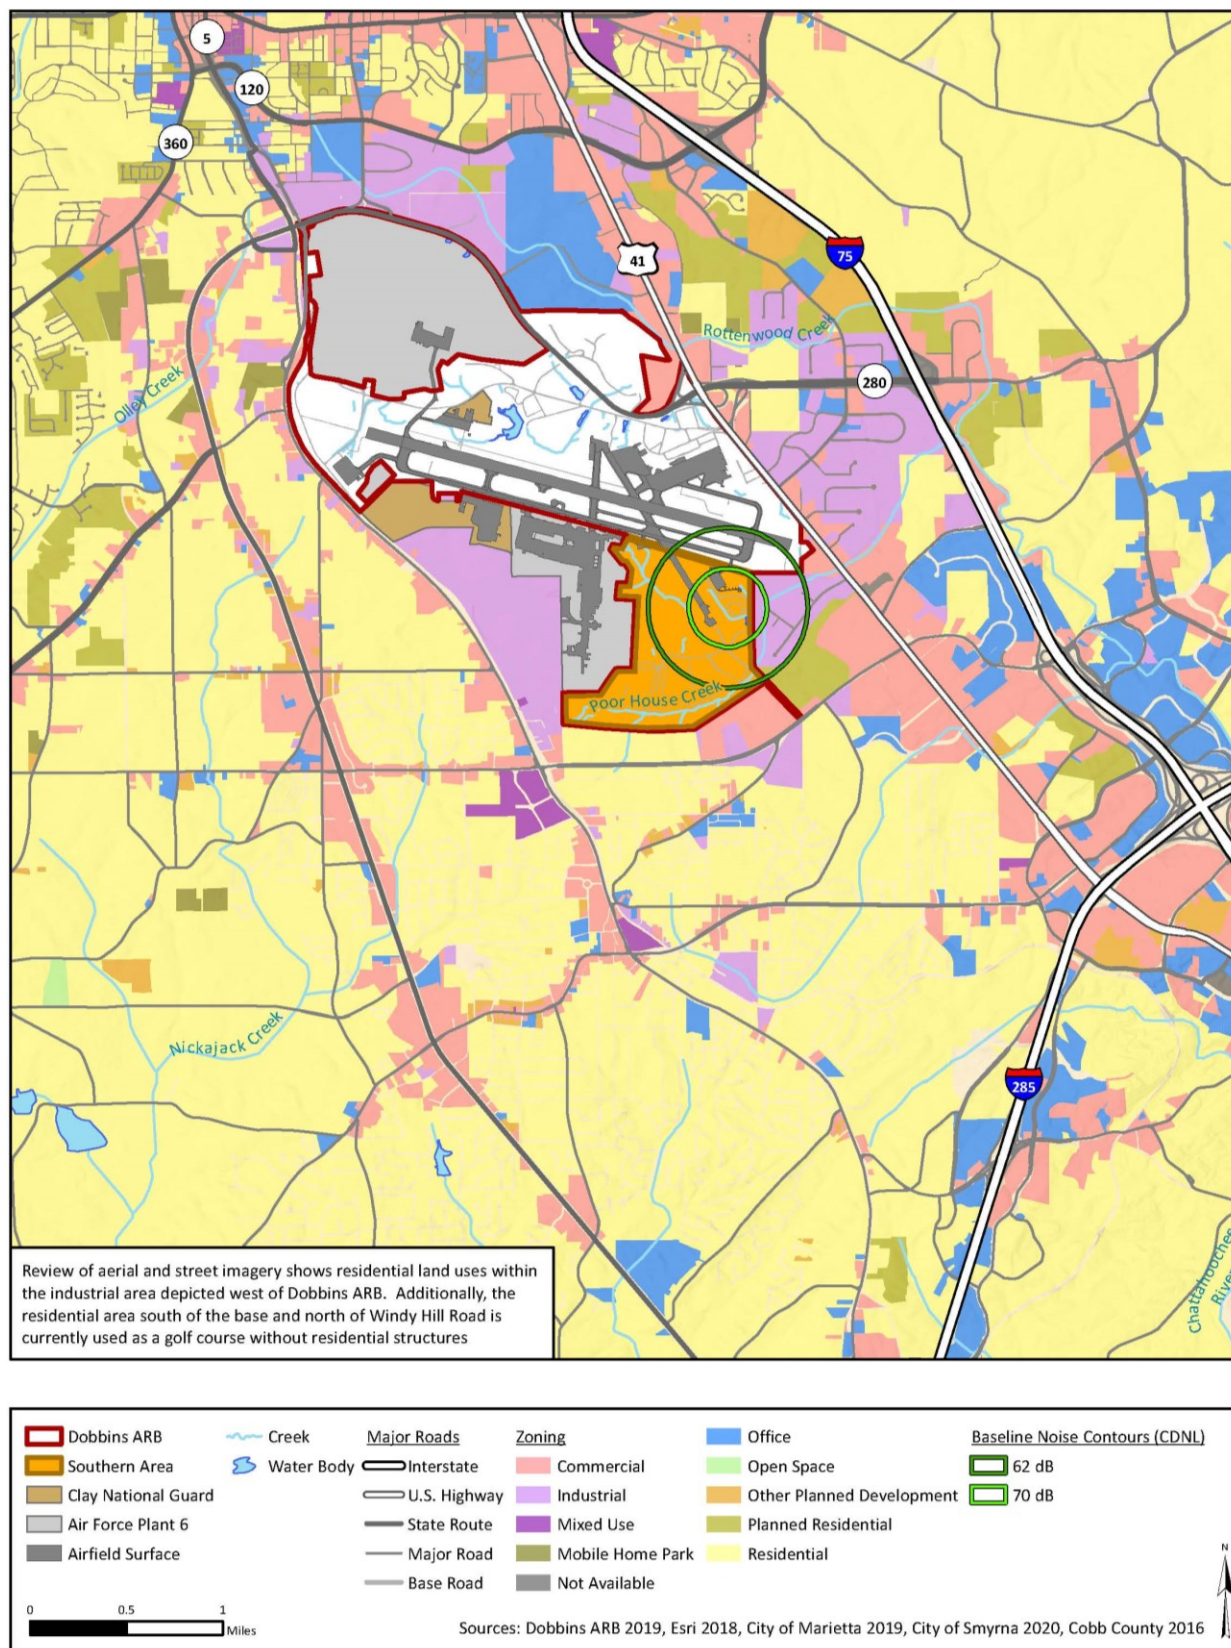 5
120
360
41
75
Rottenwood Creek
280
Olley Creek
Poor House Creek
Nickajack Creek
285
Chattahoochee
River
Review of aerial and street imagery shows residential land uses within
the industrial area depicted west of Dobbins ARB. Additionally, the
residential area south of the base and north of Windy Hill Road is
currently used as a golf course without residential structures
Dobbins ARB
Southern Area
Clay National Guard
Air Force Plant 6
Airfield Surface
Creek
Water Body
Major Roads
Interstate
U.S. Highway
State Route
Major Road
Base Road
Zoning
Commercial
Industrial
Mixed Use
Mobile Home Park
Not Available
Office
Open Space
Other Planned Development
Planned Residential
Residential
Baseline Noise Contours (CDNL)
62 dB
70 dB
N
0 0.5 1
Miles
Sources: Dobbins ARB 2019, Esri 2018, City of Marietta 2019, City of Smyrna 2020, Cobb County 2016